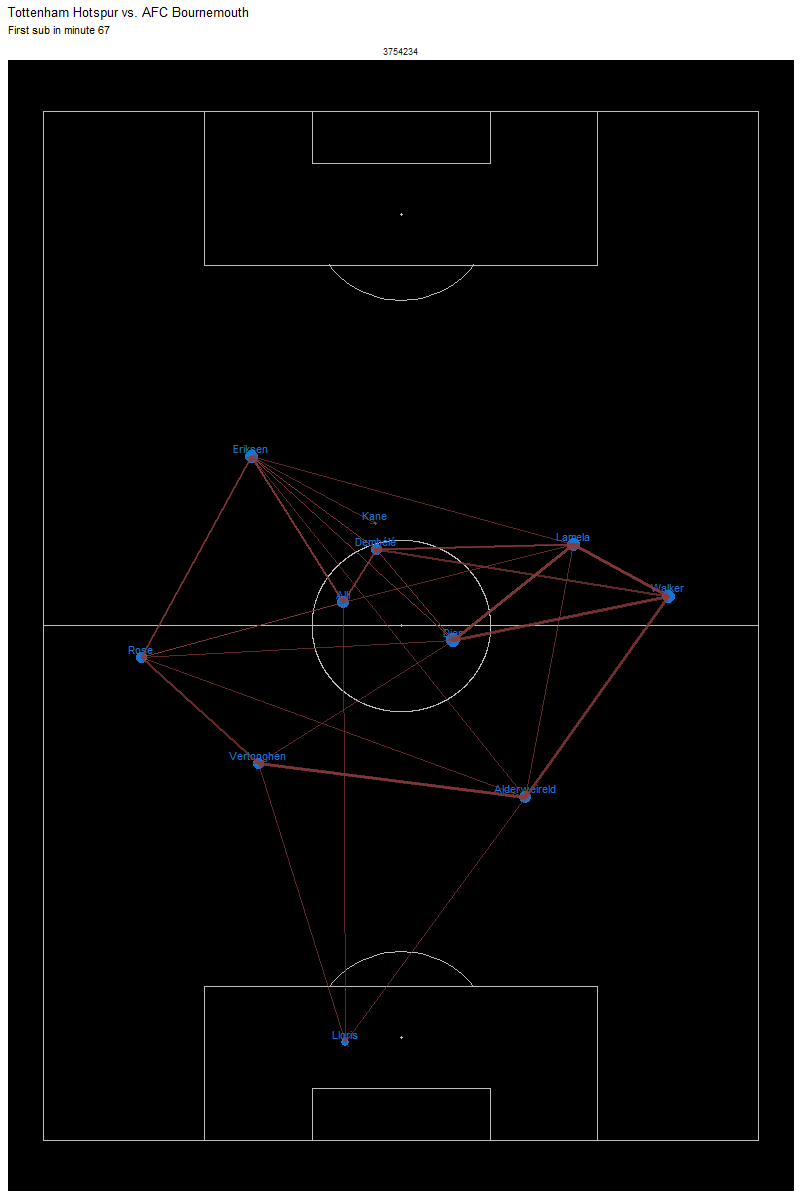 Tottenham Hotspur vs. AFC Bournemouth
First sub in minute 67
3754234
Eriksen
Kane
Lamela
Dembélé
Walker
Alli
Dier
Rose
Vertonghen
Alderweireld
Lloris